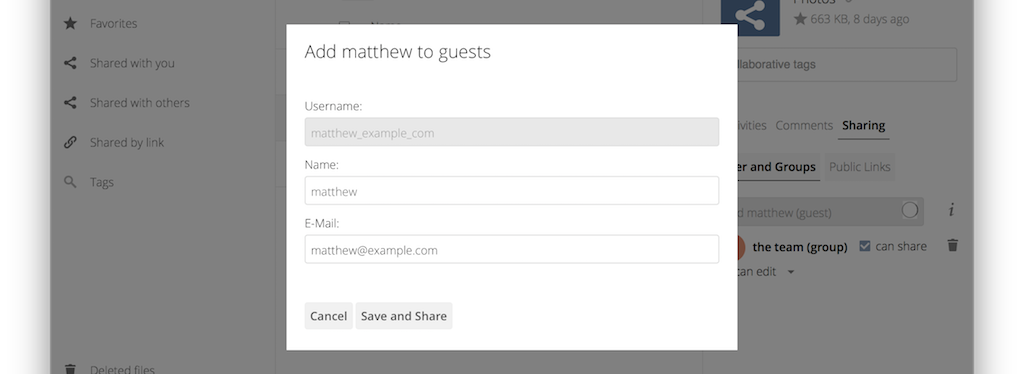 Favorites
Shared with you
Shared with others
Shared by link
Tags
Deleted files
Add matthew to guests
Username:
matthew_example_com
Name:
matthew
E-Mail:
matthew@example.com
Cancel
Save and Share
663 KB, 8 days ago
llaborative tags
Comments
Sharing
and Groups
Public Links
matthew (guest)
i
the team (group)
can share
can edit